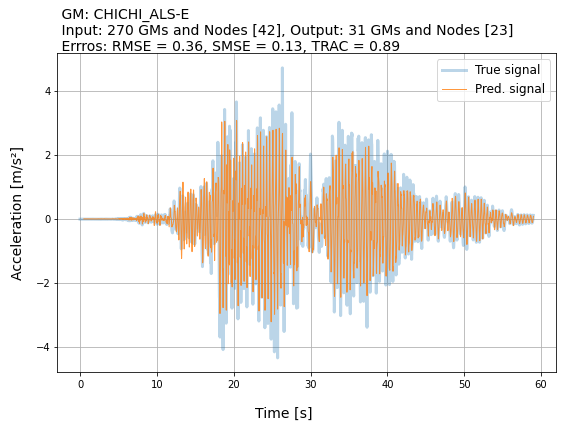 GM: CHICHI_ALS-E
Input: 270 GMs and Nodes [42], Output: 31 GMs and Nodes [23]
Errros: RMSE = 0.36, SMSE = 0.13, TRAC = 0.89
True signal
Pred. signal
Acceleration [m/s²]
4
2
0
−2
−4
0 10 20 30 40 50 60
Time [s]